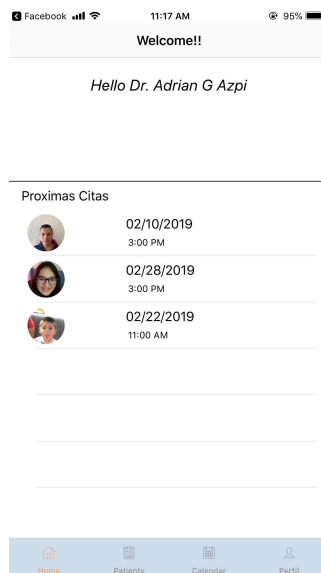 Facebook 11:17 AM 95%
Welcome!!
Hello Dr. Adrian G Azpi
Proximas Citas
02/10/2019
3:00 PM
02/28/2019
3:00 PM
02/22/2019
11:00 AM
Home Patients Calendar Perfil